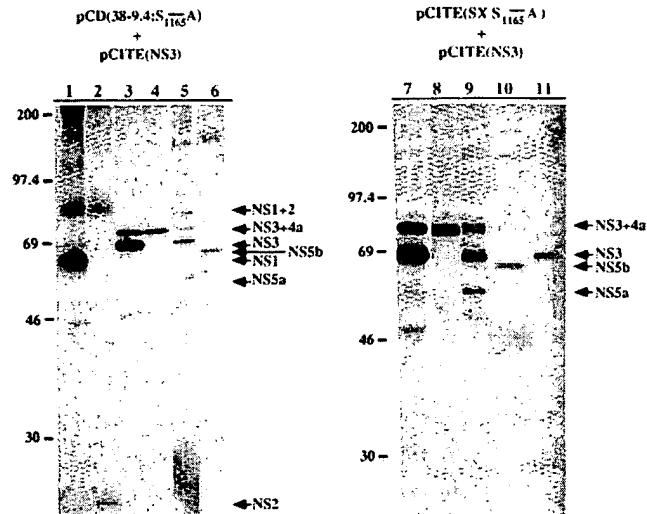 pCD(38-9.4:S1165A)
+
pCITE(NS3)
1 2 3 4 5 6
200
97.4
69
46
30
NS1+2
NS3+4a
NS3
NS5b
NS1
NS5a
NS2
pCITE(SX S1165A)
+
pCITE(NS3)
7 8 9 10 11
200
97.4
69
46
30
NS3+4a
NS3
NS5b
NS5a